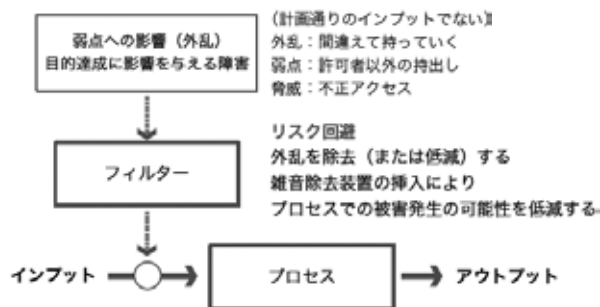 弱点への影響（外乱）
目的達成に影響を与える障害
（計画通りのインプットでない）
外乱：間違えて持っていく
弱点：許可者以外の持出し
脅威：不正アクセス
フィルター
リスク回避
外乱を除去（または低減）する
雑音除去装置の挿入により
プロセスでの被害発生の可能性を低減する。
インプット
プロセス
アウトプット